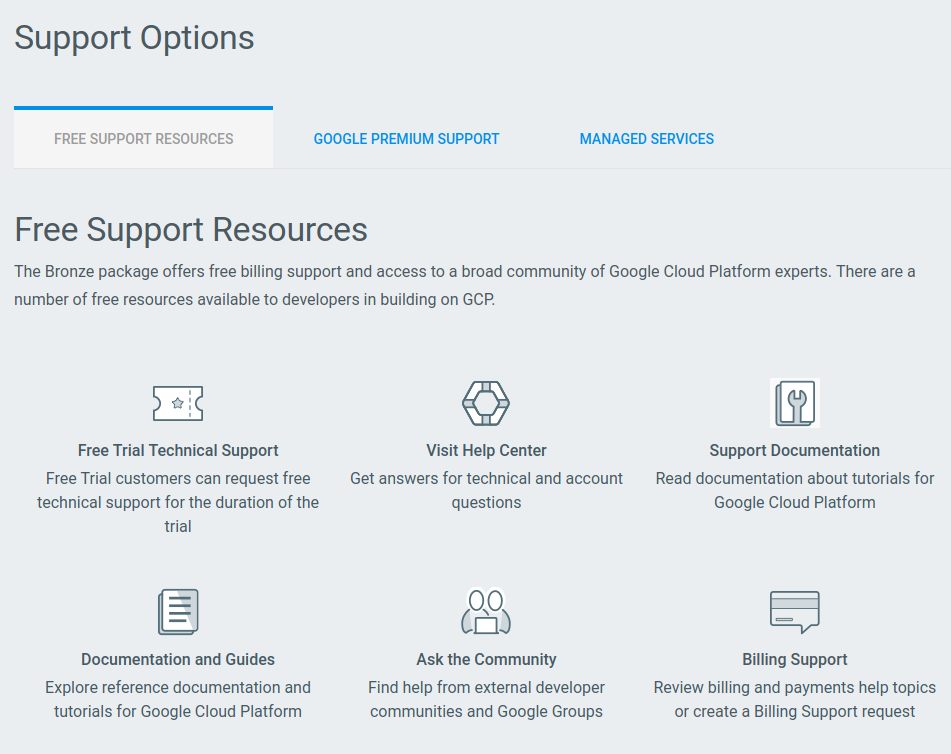 Support Options
FREE SUPPORT RESOURCES
GOOGLE PREMIUM SUPPORT
MANAGED SERVICES
Free Support Resources
The Bronze package offers free billing support and access to a broad community of Google Cloud Platform experts. There are a
number of free resources available to developers in building on GCP.
Free Trial Technical Support
Free Trial customers can request free
technical support for the duration of the
trial
Visit Help Center
Get answers for technical and account
questions
Support Documentation
Read documentation about tutorials for
Google Cloud Platform
Documentation and Guides
Explore reference documentation and
tutorials for Google Cloud Platform
Ask the Community
Find help from external developer
communities and Google Groups
Billing Support
Review billing and payments help topics
or create a Billing Support request